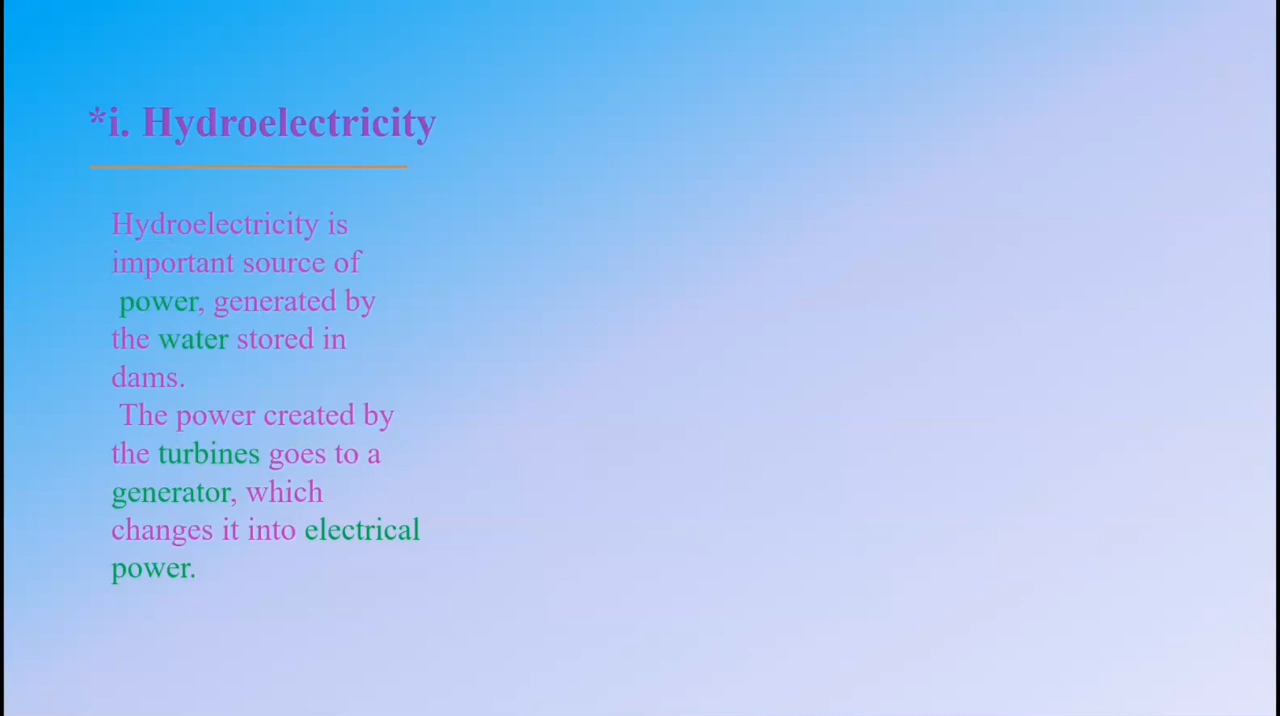 *i. Hydroelectricity
Hydroelectricity is
important source of
power, generated by
the water stored in
dams.
The power created by
the turbines goes to a
generator, which
changes it into electrical
power.